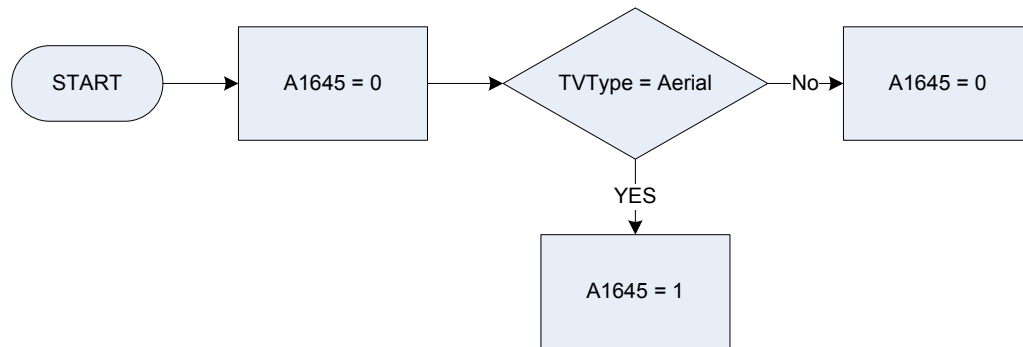 START
A1645 = 0
TVType = Aerial
No
A1645 = 0
YES
A1645 = 1